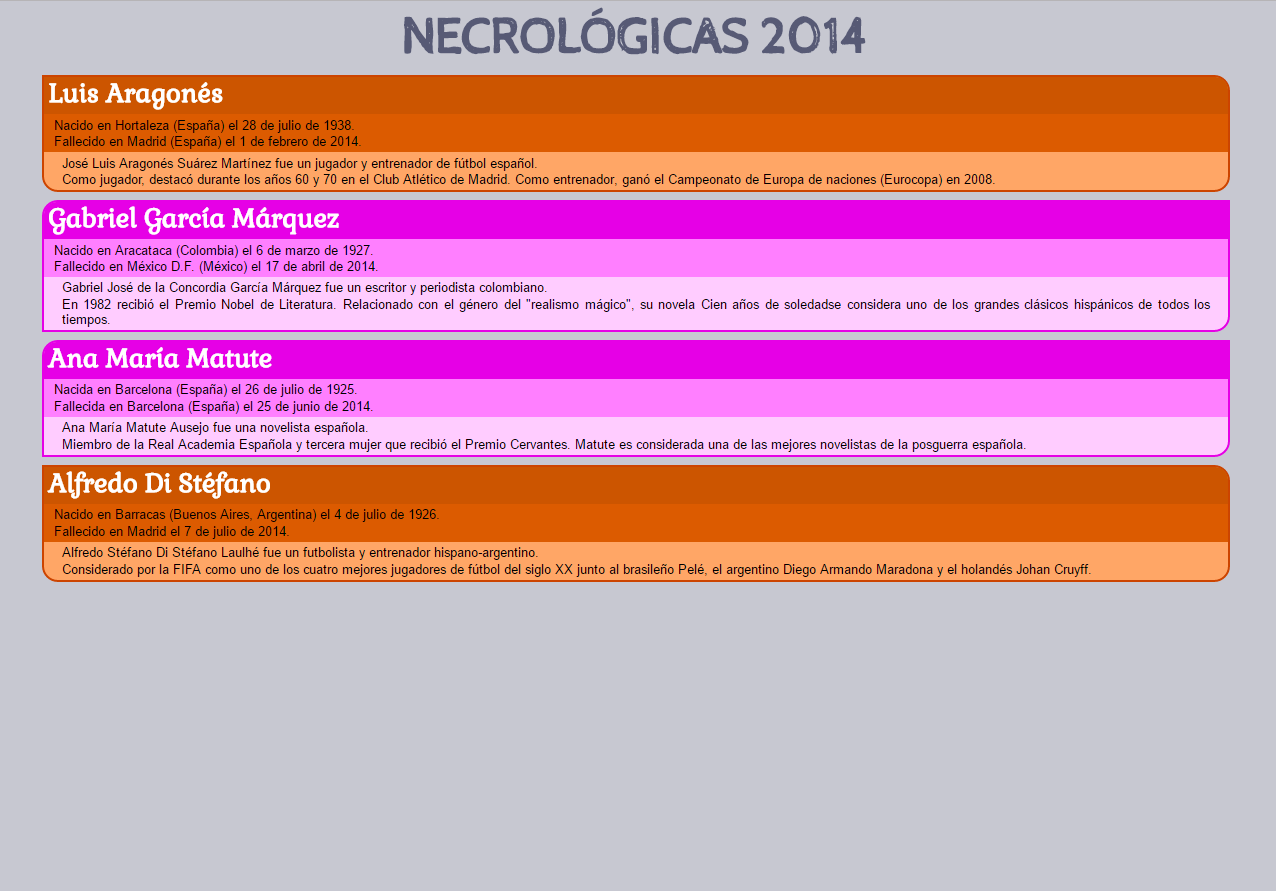 NECROLÓGICAS 2014
Luis Aragonés
Nacido en Hortaleza (España) el 28 de julio de 1938.
Fallecido en Madrid (España) el 1 de febrero de 2014.
José Luis Aragonés Suárez Martínez fue un jugador y entrenador de fútbol español.
Como jugador, destacó durante los años 60 y 70 en el Club Atlético de Madrid. Como entrenador, ganó el Campeonato de Europa de naciones (Eurocopa) en 2008.
Gabriel García Márquez
Nacido en Aracataca (Colombia) el 6 de marzo de 1927.
Fallecido en México D.F. (México) el 17 de abril de 2014.
Gabriel José de la Concordia García Márquez fue un escritor y periodista colombiano.
En 1982 recibió el Premio Nobel de Literatura. Relacionado con el género del "realismo mágico", su novela Cien años de soledadse considera uno de los grandes clásicos hispánicos de todos los
tiempos.
Ana María Matute
Nacida en Barcelona (España) el 26 de julio de 1925.
Fallecida en Barcelona (España) el 25 de junio de 2014.
Ana María Matute Ausejo fue una novelista española.
Miembro de la Real Academia Española y tercera mujer que recibió el Premio Cervantes. Matute es considerada una de las mejores novelistas de la posguerra española.
Alfredo Di Stéfano
Nacido en Barracas (Buenos Aires, Argentina) el 4 de julio de 1926.
Fallecido en Madrid el 7 de julio de 2014.
Alfredo Stéfano Di Stéfano Laulhé fue un futbolista y entrenador hispano-argentino.
Considerado por la FIFA como uno de los cuatro mejores jugadores de fútbol del siglo XX junto al brasileño Pelé, el argentino Diego Armando Maradona y el holandés Johan Cruyff.